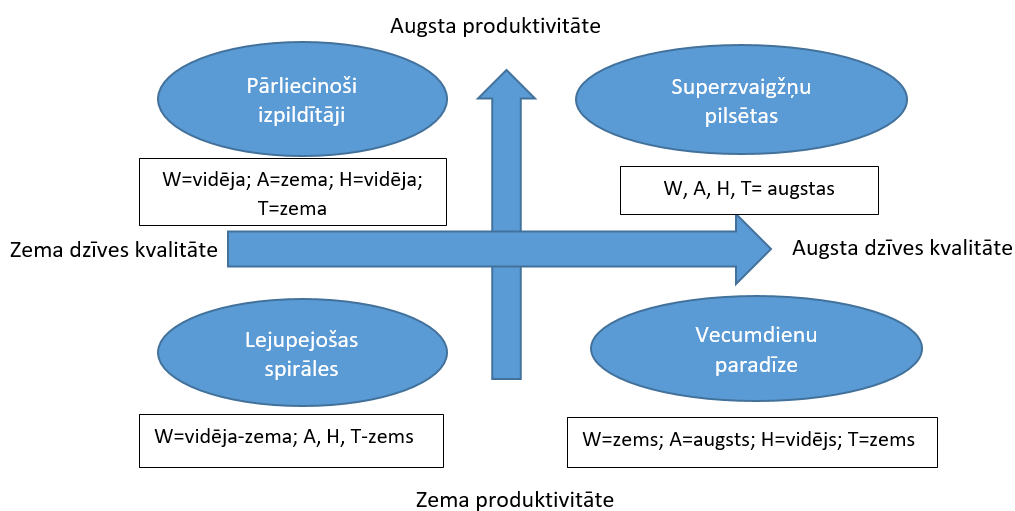 Augsta produktivitāte
Pārliecinoši
izpildītāji
Superzvaigžņu
pilsētas
W=vidēja; A=zema; H=vidēja;
T=zema
W, A, H, T= augstas
Zema dzīves kvalitāte
Augsta dzīves kvalitāte
Lejupejošas
spirāles
Vecumdienu
paradīze
W=vidēja-zema; A, H, T-zems
W=zems; A=augsts; H=vidējs; T=zems
Zema produktivitāte